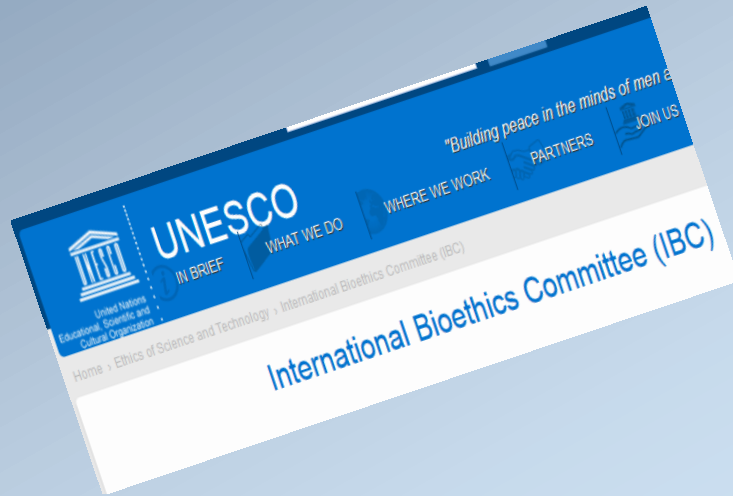 "Building peace in the minds of men a
UNESCO
IN BRIEF
WHAT WE DO
WHERE WE WORK
PARTNERS
JOIN US
UNESCO
United Nations
Educational, Scientific and
Cultural Organization
Home › Ethics of Science and Technology › International Bioethics Committee (IBC)
International Bioethics Committee (IBC)